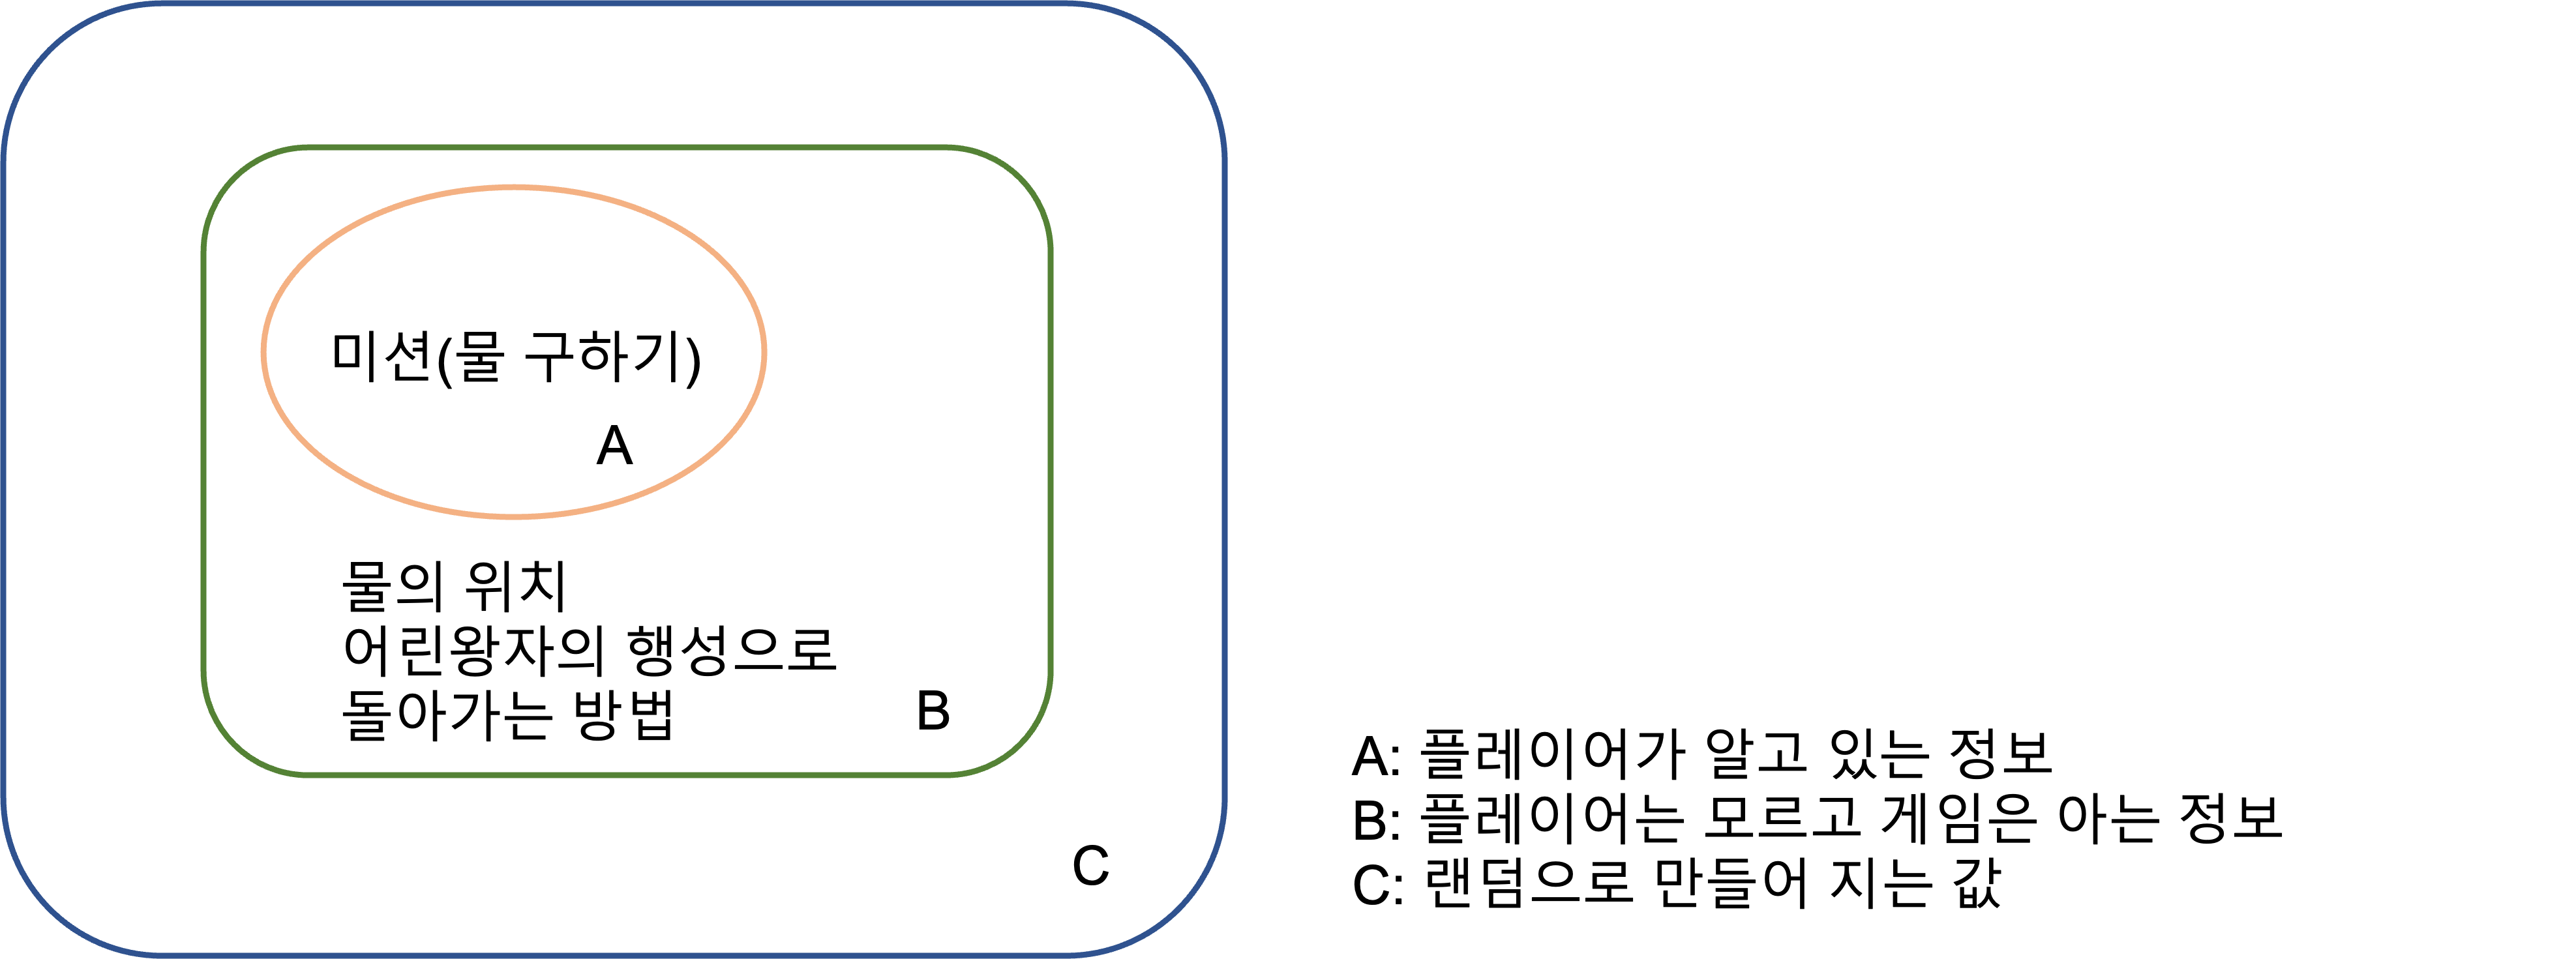 미션(물 구하기)
A
물의 위치
어린왕자의 행성으로
돌아가는 방법
B
C
A: 플레이어가 알고 있는 정보
B: 플레이어는 모르고 게임은 아는 정보
C: 랜덤으로 만들어 지는 값